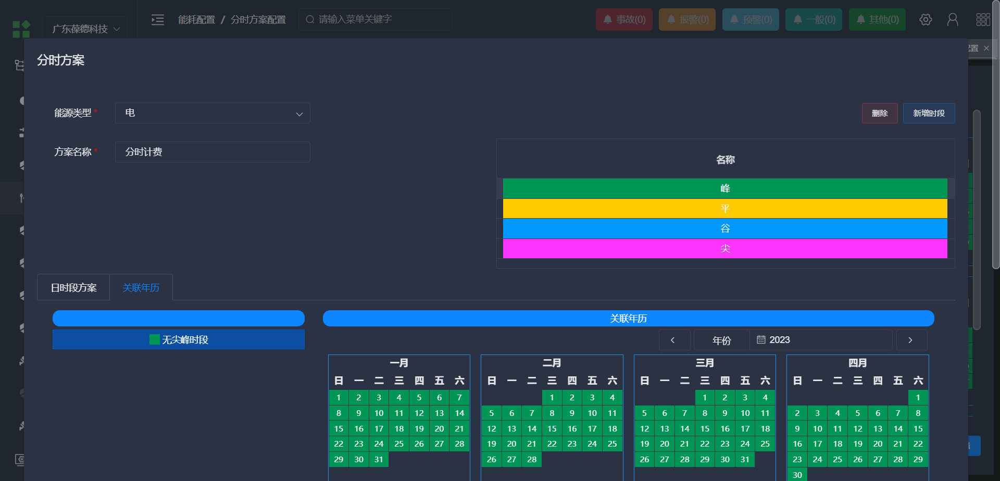 广东葆德科技
能耗配置 / 分时方案配置
请输入菜单关键字
事故(0)
报警(0)
预警(0)
一般(0)
其他(0)
配置 ×
分时方案
能源类型 *
电
删除
新增时段
方案名称 *
分时计费
名称
峰
平
谷
尖
日时段方案
关联年历
关联年历
无尖峰时段
年份
2023
一月
日 一 二 三 四 五 六
1 2 3 4 5 6 7
8 9 10 11 12 13 14
15 16 17 18 19 20 21
22 23 24 25 26 27 28
29 30 31
二月
日 一 二 三 四 五 六
1 2 3 4
5 6 7 8 9 10 11
12 13 14 15 16 17 18
19 20 21 22 23 24 25
26 27 28
三月
日 一 二 三 四 五 六
1 2 3 4
5 6 7 8 9 10 11
12 13 14 15 16 17 18
19 20 21 22 23 24 25
26 27 28 29 30 31
四月
日 一 二 三 四 五 六
1
2 3 4 5 6 7 8
9 10 11 12 13 14 15
16 17 18 19 20 21 22
23 24 25 26 27 28 29
30